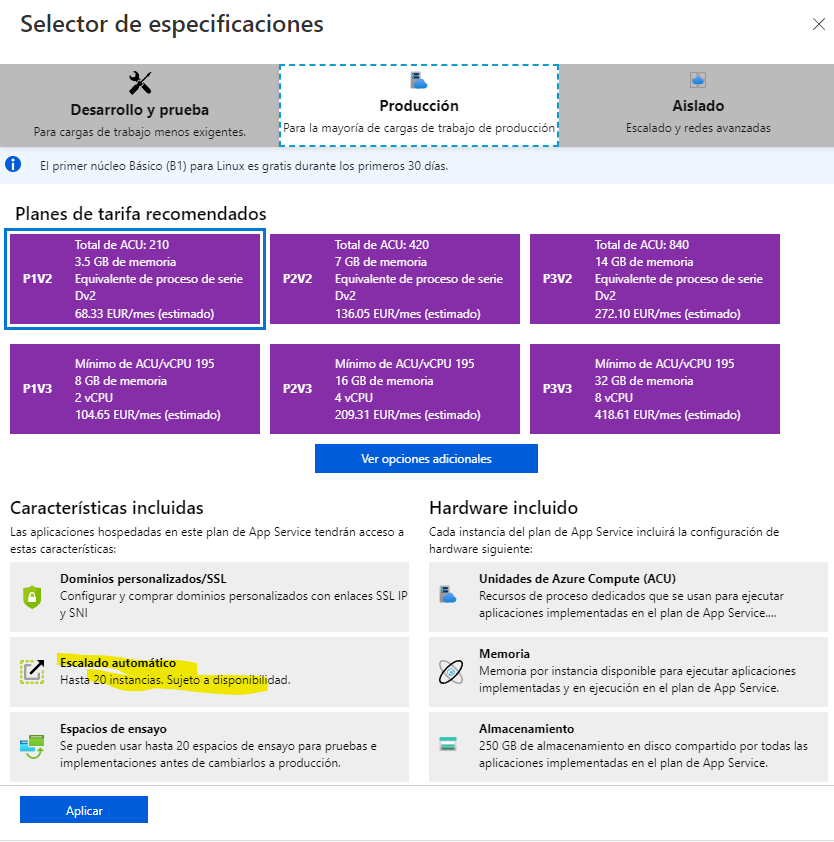 Selector de especificaciones
Desarrollo y prueba
Para cargas de trabajo menos exigentes.
Producción
Para la mayoría de cargas de trabajo de producción
Aislado
Escalado y redes avanzadas
El primer núcleo Básico (B1) para Linux es gratis durante los primeros 30 días.
Planes de tarifa recomendados
P1V2
Total de ACU: 210
3.5 GB de memoria
Equivalente de proceso de serie
Dv2
68.33 EUR/mes (estimado)
P2V2
Total de ACU: 420
7 GB de memoria
Equivalente de proceso de serie
Dv2
136.05 EUR/mes (estimado)
P3V2
Total de ACU: 840
14 GB de memoria
Equivalente de proceso de serie
Dv2
272.10 EUR/mes (estimado)
P1V3
Mínimo de ACU/vCPU 195
8 GB de memoria
2 vCPU
104.65 EUR/mes (estimado)
P2V3
Mínimo de ACU/vCPU 195
16 GB de memoria
4 vCPU
209.31 EUR/mes (estimado)
P3V3
Mínimo de ACU/vCPU 195
32 GB de memoria
8 vCPU
418.61 EUR/mes (estimado)
Ver opciones adicionales
Características incluidas
Las aplicaciones hospedadas en este plan de App Service tendrán acceso a
estas características:
Dominios personalizados/SSL
Configurar y comprar dominios personalizados con enlaces SSL IP
y SNI
Escalado automático
Hasta 20 instancias. Sujeto a disponibilidad.
Espacios de ensayo
Se pueden usar hasta 20 espacios de ensayo para pruebas e
implementaciones antes de cambiarlos a producción.
Hardware incluido
Cada instancia del plan de App Service incluirá la configuración de
hardware siguiente:
Unidades de Azure Compute (ACU)
Recursos de proceso dedicados que se usan para ejecutar
aplicaciones implementadas en el plan de App Service....
Memoria
Memoria por instancia disponible para ejecutar aplicaciones
implementadas y en ejecución en el plan de App Service.
Almacenamiento
250 GB de almacenamiento en disco compartido por todas las
aplicaciones implementadas en el plan de App Service.
Aplicar